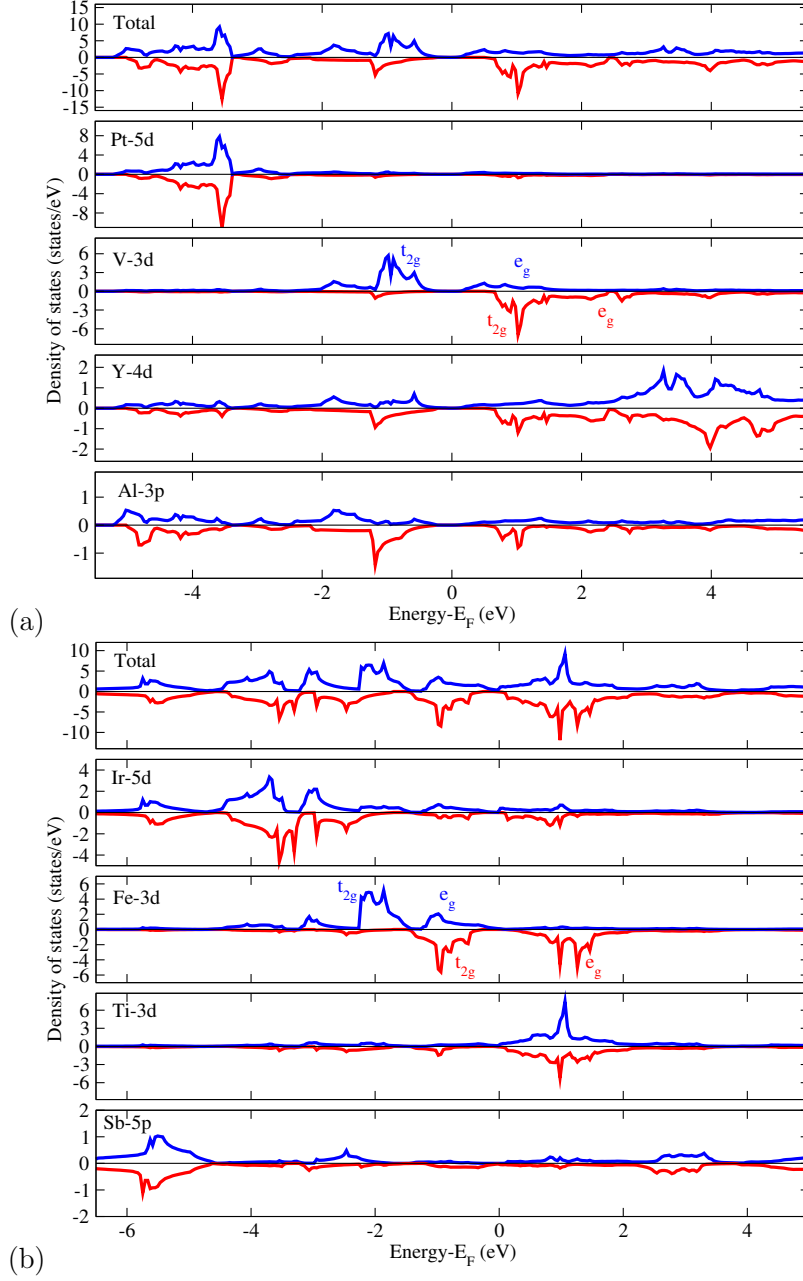 Total
15
10
5
0
-5
-10
-15
Pt-5d
8
4
0
-4
-8
V-3d
t2g
eg
6
3
0
-3
-6
t2g
eg
Y-4d
2
1
0
-1
-2
Al-3p
1
0
-1
-4 -2 0 2 4
Energy-EF (eV)
Density of states (states/eV)
(a)
Total
10
5
0
-5
-10
Ir-5d
4
2
0
-2
-4
Fe-3d
t2g
eg
6
4
2
0
-2
-4
-6
t2g
eg
Ti-3d
6
3
0
-3
-6
Sb-5p
2
1
0
-1
-2
-6 -4 -2 0 2 4
Energy-EF (eV)
Density of states (states/eV)
(b)